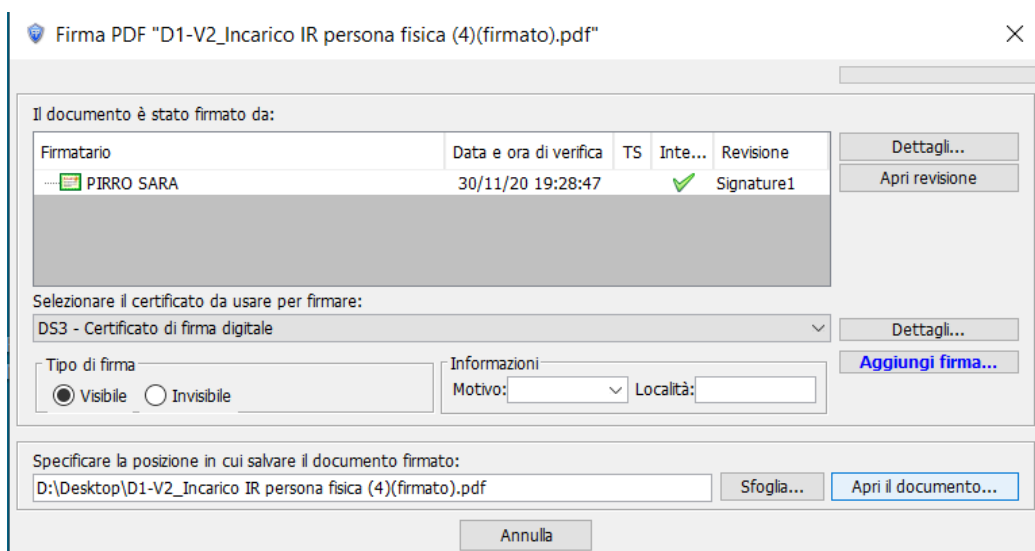 Firma PDF "D1-V2_Incarico IR persona fisica (4)(firmato).pdf"
Il documento è stato firmato da:
Firmatario Data e ora di verifica TS Inte... Revisione
PIRRO SARA 30/11/20 19:28:47 Signature1
Dettagli...
Apri revisione
Selezionare il certificato da usare per firmare:
DS3 - Certificato di firma digitale
Dettagli...
Aggiungi firma...
Tipo di firma
Visibile Invisibile
Informazioni
Motivo: Località:
Specificare la posizione in cui salvare il documento firmato:
D:\Desktop\D1-V2_Incarico IR persona fisica (4)(firmato).pdf
Sfoglia... Apri il documento...
Annulla